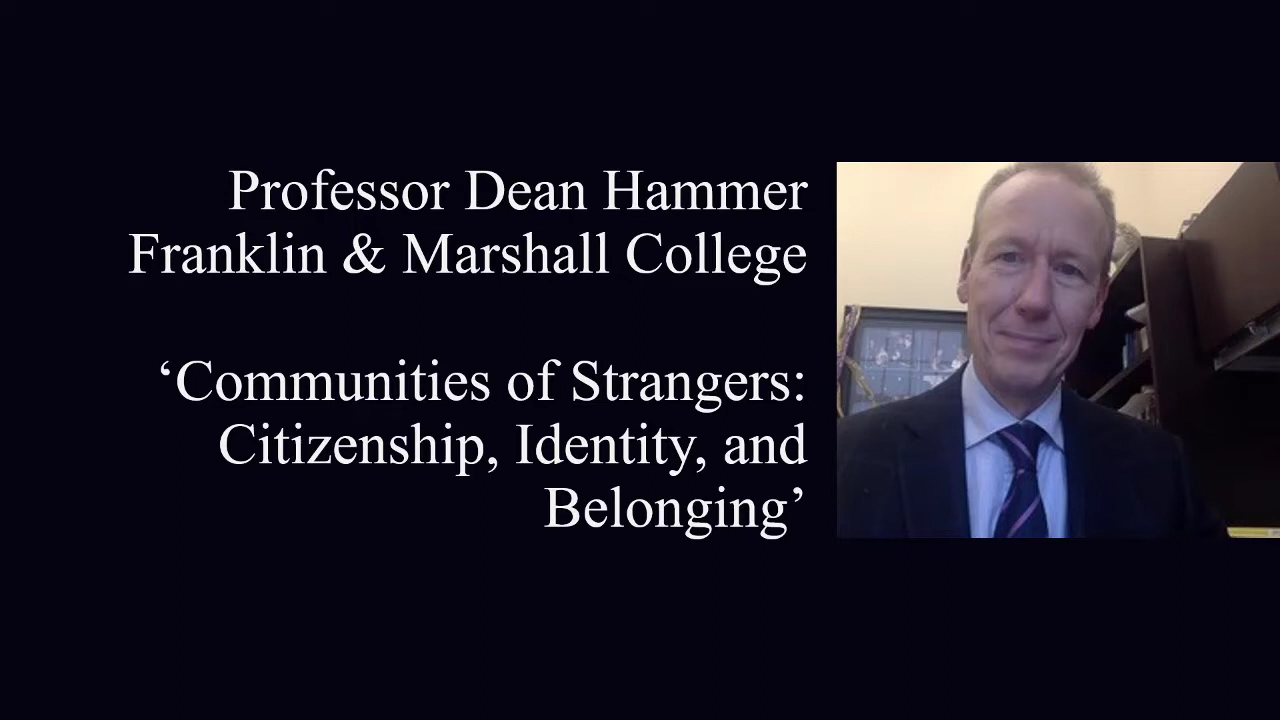 Professor Dean Hammer
Franklin & Marshall College
‘Communities of Strangers:
Citizenship, Identity, and
Belonging’